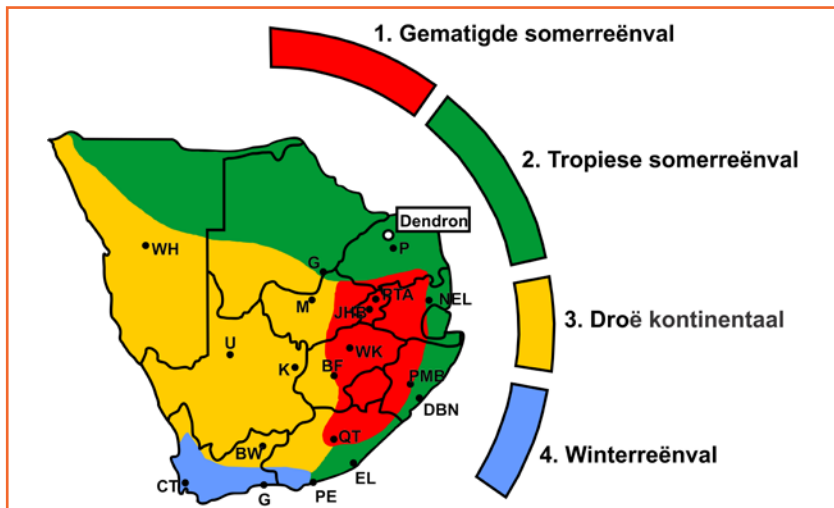 1. Gematigde somerreënval
2. Tropiese somerreënval
Dendron
P
WH
G
PTA
NEL
M
JHB
3. Droë kontinentaal
U
WK
K
BF
PMB
DBN
QT
BW
4. Winterreënval
EL
CT
G
PE